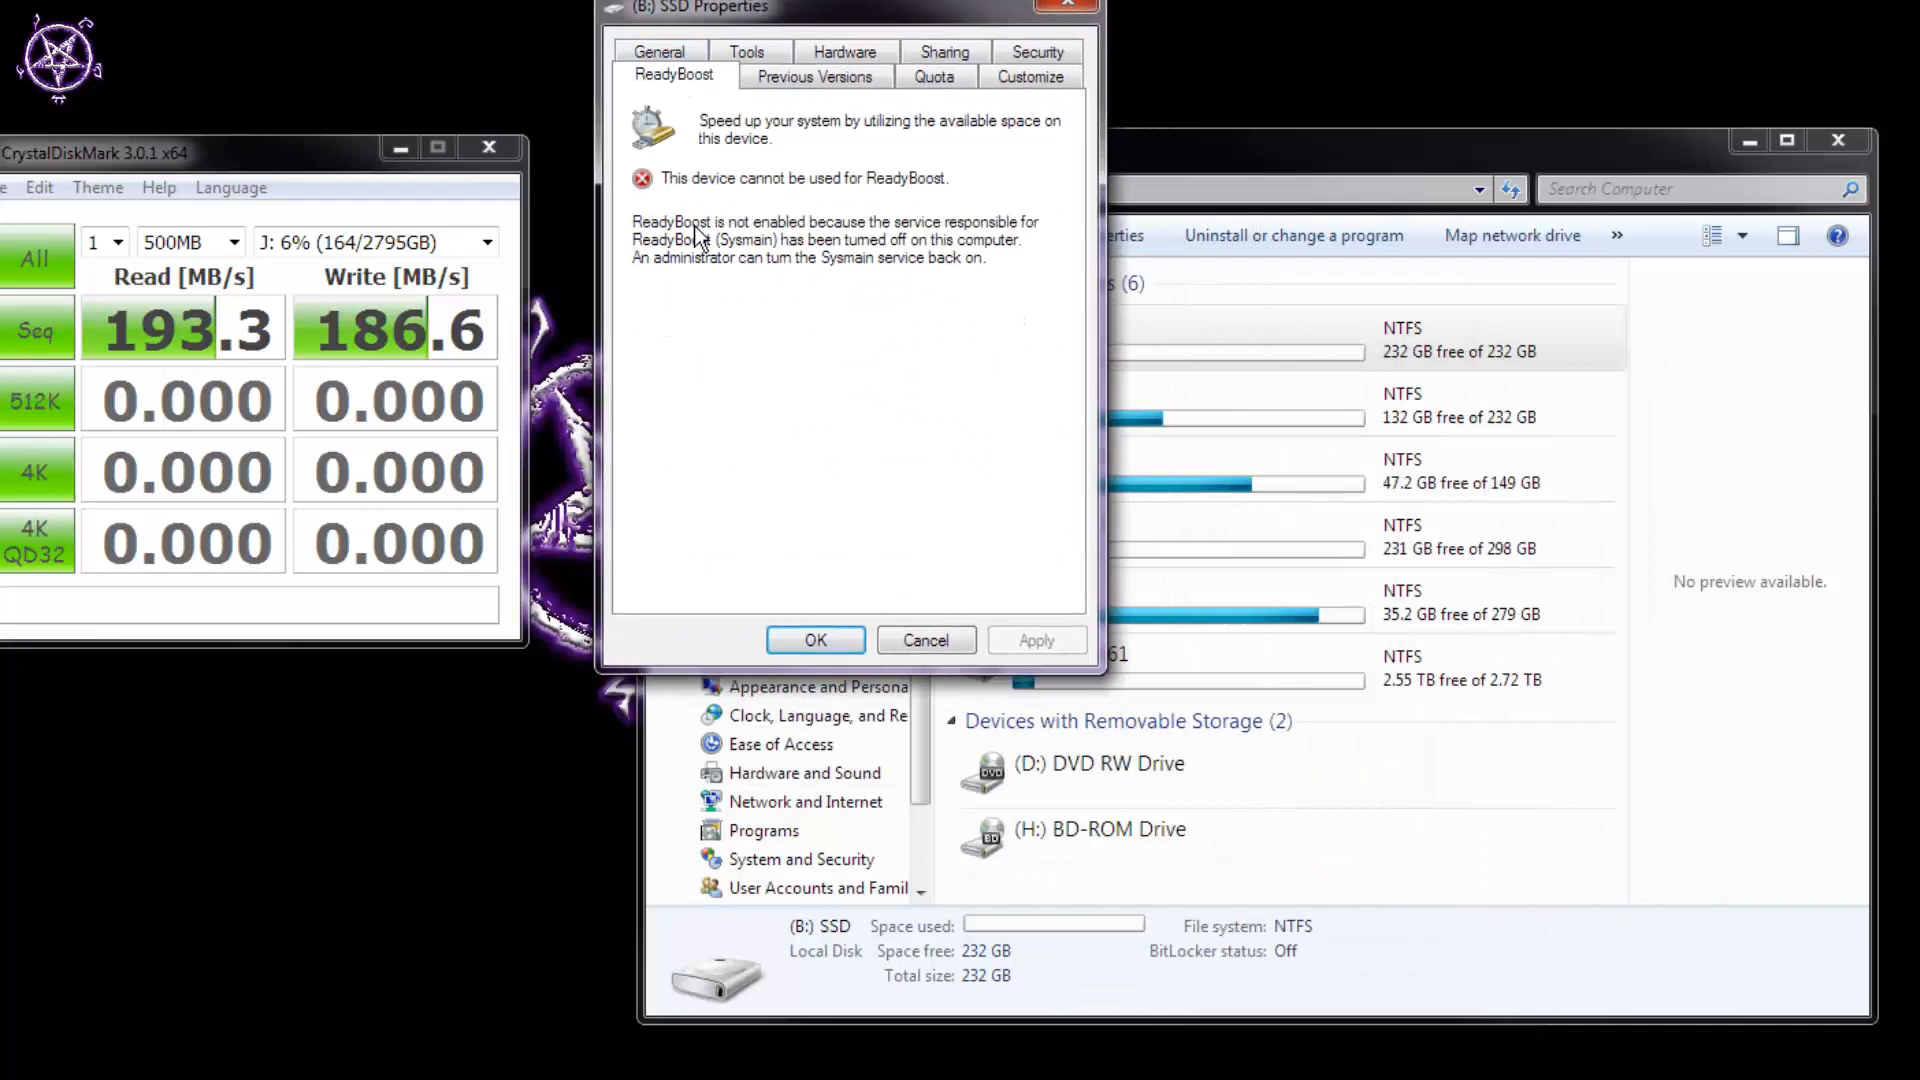 (B:) SSD Properties
General Tools Hardware Sharing Security
ReadyBoost Previous Versions Quota Customize
Speed up your system by utilizing the available space on
this device.
This device cannot be used for ReadyBoost.
ReadyBoost is not enabled because the service responsible for
ReadyBoost (Sysmain) has been turned off on this computer.
An administrator can turn the Sysmain service back on.
OK Cancel Apply
CrystalDiskMark 3.0.1 x64
e Edit Theme Help Language
All 1 500MB J: 6% (164/2795GB)
Read [MB/s] Write [MB/s]
Seq 193.3 186.6
512K 0.000 0.000
4K 0.000 0.000
4K
QD32 0.000 0.000
Search Computer
erties Uninstall or change a program Map network drive »
s (6)
NTFS
232 GB free of 232 GB
NTFS
132 GB free of 232 GB
NTFS
47.2 GB free of 149 GB
NTFS
231 GB free of 298 GB
NTFS
35.2 GB free of 279 GB
61 NTFS
2.55 TB free of 2.72 TB
No preview available.
Devices with Removable Storage (2)
(D:) DVD RW Drive
DVD
(H:) BD-ROM Drive
BD
Appearance and Persona
Clock, Language, and Re
Ease of Access
Hardware and Sound
Network and Internet
Programs
System and Security
User Accounts and Famil
(B:) SSD Space used: File system: NTFS
Local Disk Space free: 232 GB BitLocker status: Off
Total size: 232 GB